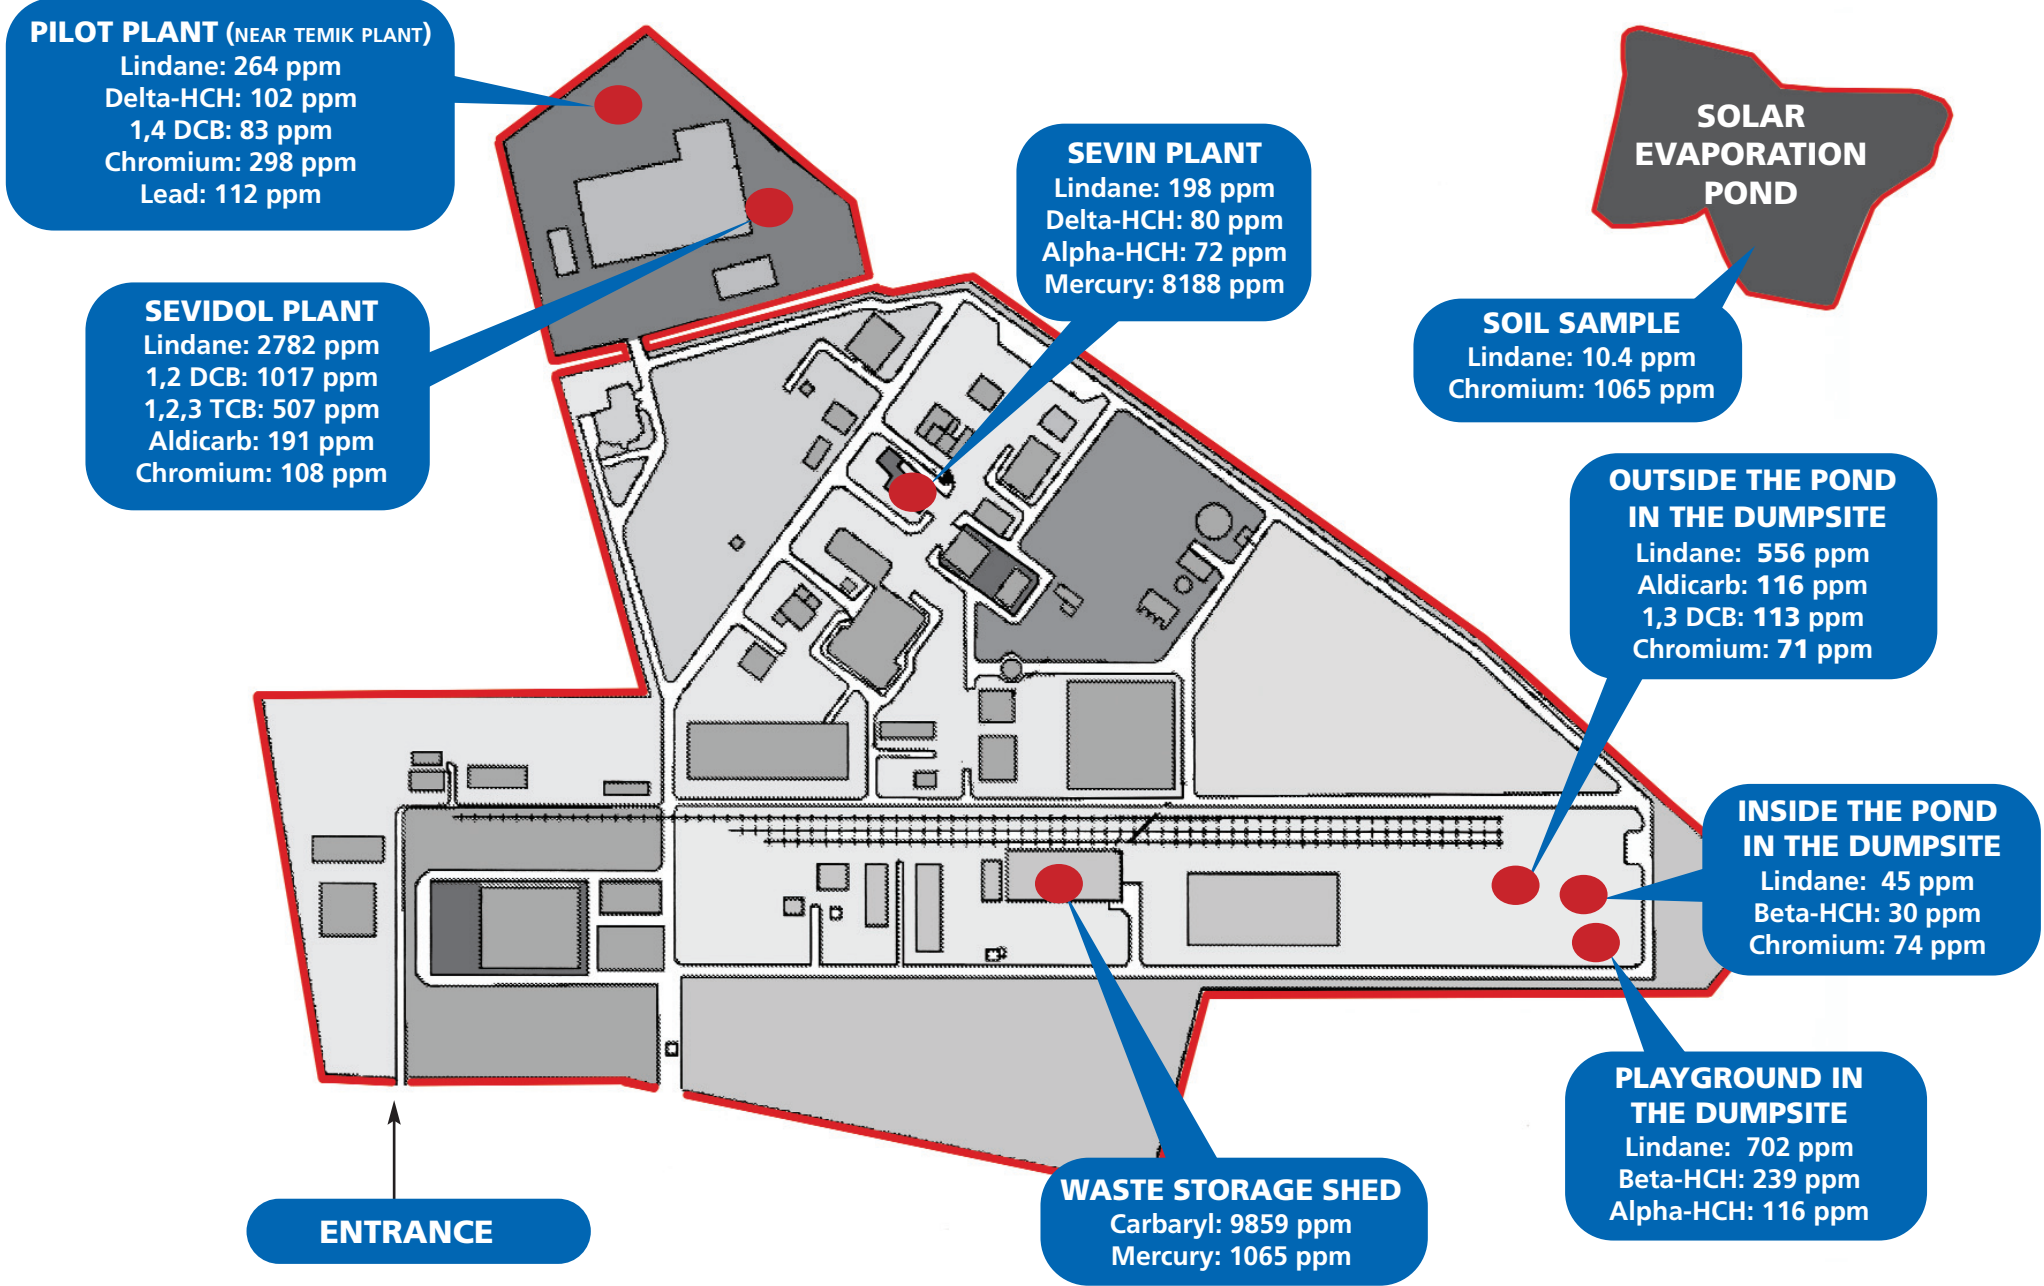 PILOT PLANT (NEAR TEMIK PLANT)
Lindane: 264 ppm
Delta-HCH: 102 ppm
1,4 DCB: 83 ppm
Chromium: 298 ppm
Lead: 112 ppm
SEVIDOL PLANT
Lindane: 2782 ppm
1,2 DCB: 1017 ppm
1,2,3 TCB: 507 ppm
Aldicarb: 191 ppm
Chromium: 108 ppm
SEVIN PLANT
Lindane: 198 ppm
Delta-HCH: 80 ppm
Alpha-HCH: 72 ppm
Mercury: 8188 ppm
SOLAR
EVAPORATION
POND
SOIL SAMPLE
Lindane: 10.4 ppm
Chromium: 1065 ppm
OUTSIDE THE POND
IN THE DUMPSITE
Lindane: 556 ppm
Aldicarb: 116 ppm
1,3 DCB: 113 ppm
Chromium: 71 ppm
INSIDE THE POND
IN THE DUMPSITE
Lindane: 45 ppm
Beta-HCH: 30 ppm
Chromium: 74 ppm
PLAYGROUND IN
THE DUMPSITE
Lindane: 702 ppm
Beta-HCH: 239 ppm
Alpha-HCH: 116 ppm
WASTE STORAGE SHED
Carbaryl: 9859 ppm
Mercury: 1065 ppm
ENTRANCE